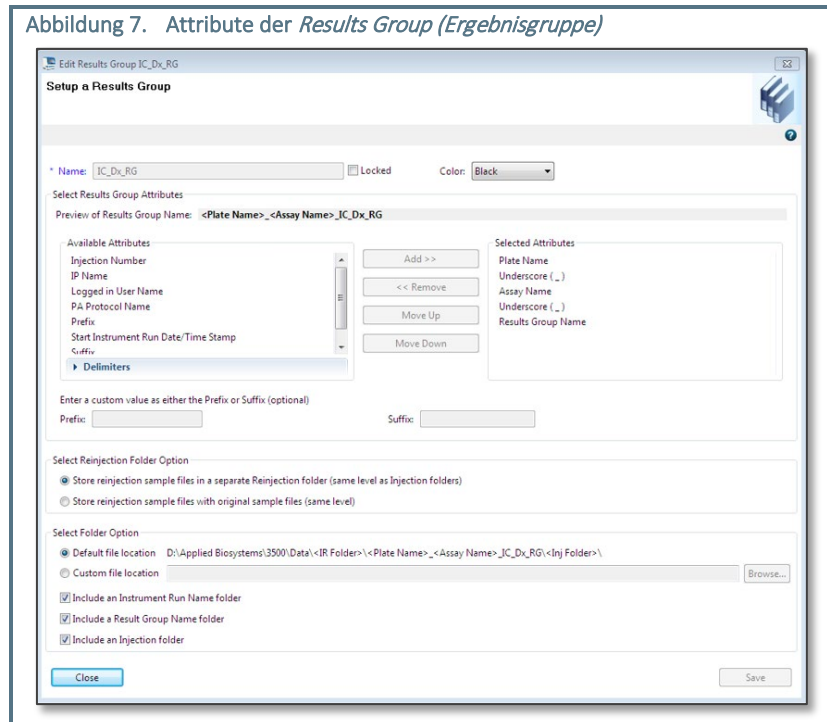 Abbildung 7. Attribute der Results Group (Ergebnisgruppe)
Edit Results Group IC_Dx_RG
Setup a Results Group
* Name: IC_Dx_RG Locked Color: Black
Select Results Group Attributes
Preview of Results Group Name: <Plate Name>_<Assay Name>_IC_Dx_RG
Available Attributes
Injection Number
IP Name
Logged in User Name
PA Protocol Name
Prefix
Start Instrument Run Date/Time Stamp
Suffix
Delimiters
Add >>
<< Remove
Move Up
Move Down
Selected Attributes
Plate Name
Underscore (_)
Assay Name
Underscore (_)
Results Group Name
Enter a custom value as either the Prefix or Suffix (optional)
Prefix: Suffix:
Select Reinjection Folder Option
Store reinjection sample files in a separate Reinjection folder (same level as Injection folders)
Store reinjection sample files with original sample files (same level)
Select Folder Option
Default file location D:\Applied Biosystems\3500\Data\<IR Folder>\<Plate Name>_<Assay Name>_IC_Dx_RG\<Inj Folder>\
Custom file location Browse...
Include an Instrument Run Name folder
Include a Result Group Name folder
Include an Injection folder
Close Save